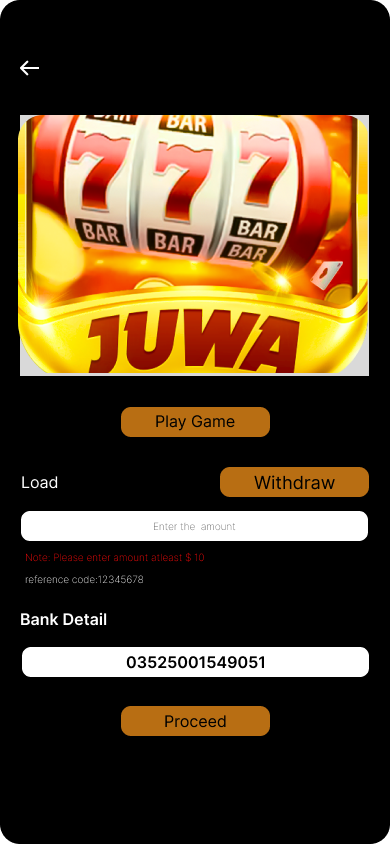 BAR BAR
7 7 7
BAR BAR BAR
BAR
JUWA
Play Game
Load Withdraw
Enter the amount
Note: Please enter amount atleast $ 10
reference code:12345678
Bank Detail
03525001549051
Proceed